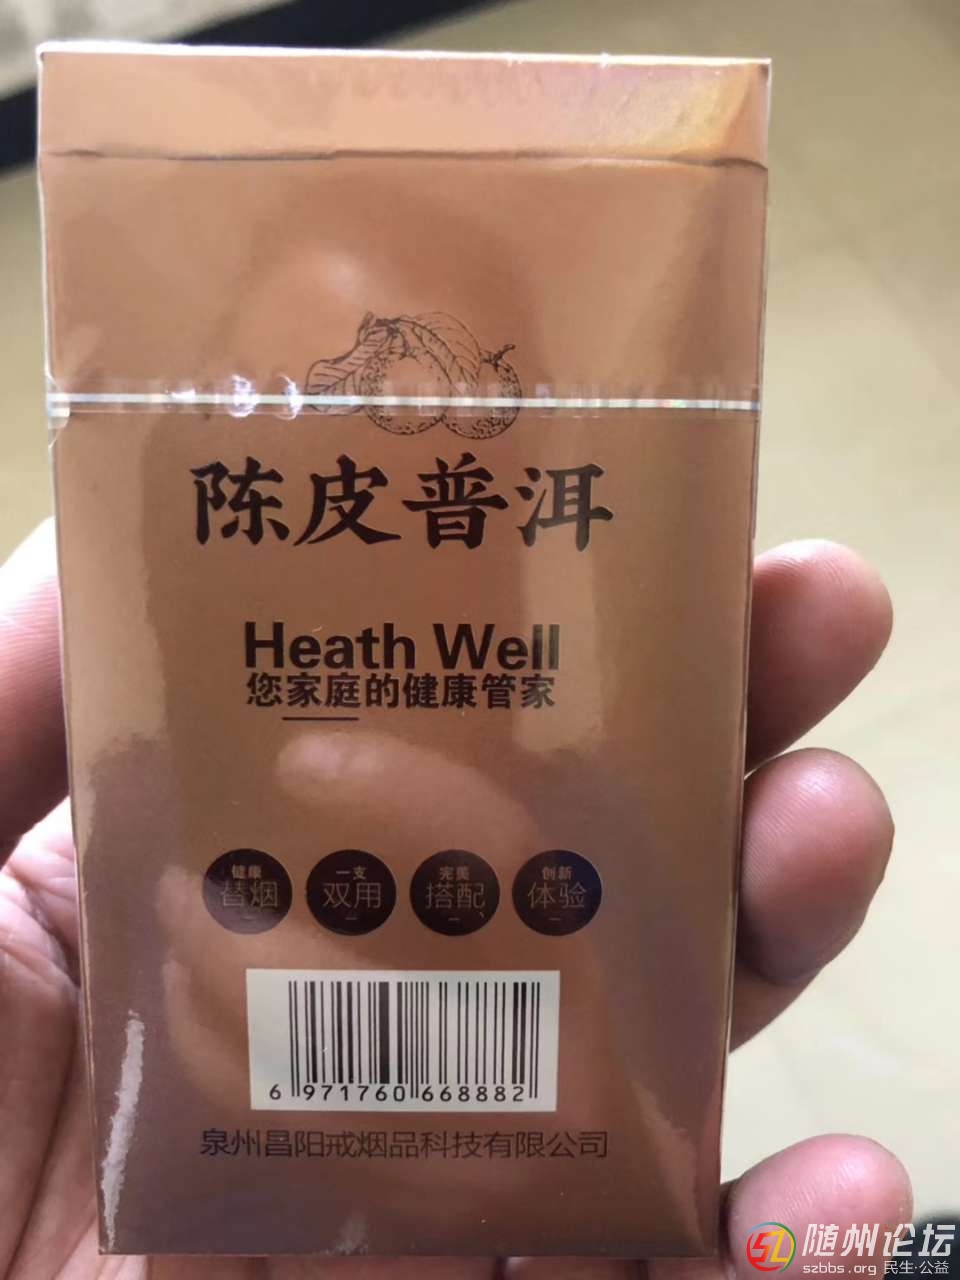 陈皮普洱
Heath Well
您家庭的健康管家
健康 一支 完美 创新
替烟 双用 搭配 体验
6 971760 668882
泉州昌阳戒烟品科技有限公司
随州论坛
szbbs.org 民生·公益